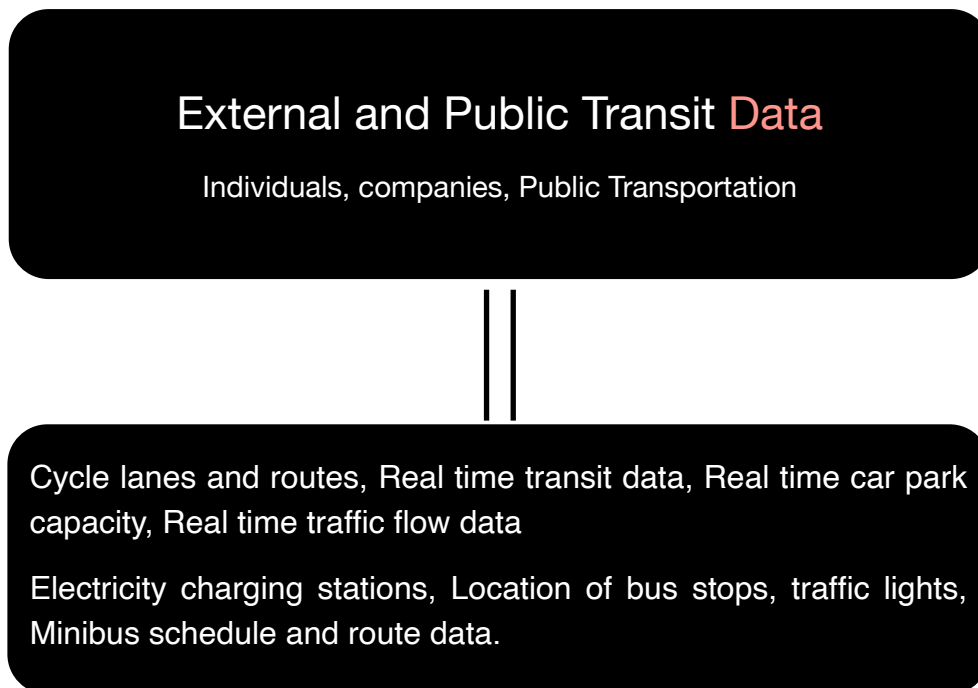 External and Public Transit Data
Individuals, companies, Public Transportation
Cycle lanes and routes, Real time transit data, Real time car park
capacity, Real time traffic flow data
Electricity charging stations, Location of bus stops, traffic lights,
Minibus schedule and route data.